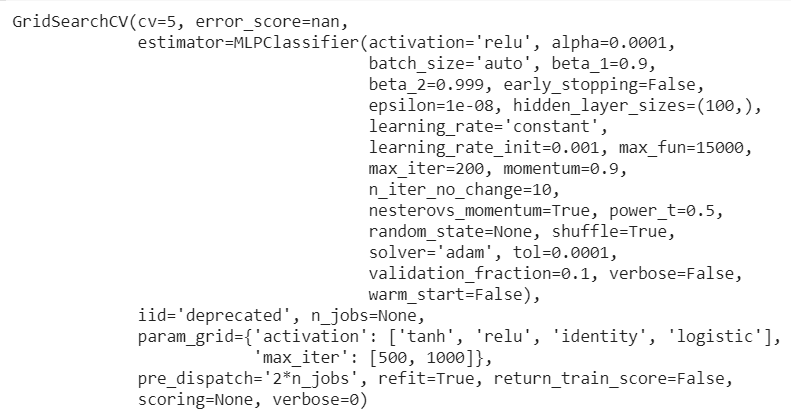 GridSearchCV(cv=5, error_score=nan,
             estimator=MLPClassifier(activation='relu', alpha=0.0001,
                                     batch_size='auto', beta_1=0.9,
                                     beta_2=0.999, early_stopping=False,
                                     epsilon=1e-08, hidden_layer_sizes=(100,),
                                     learning_rate='constant',
                                     learning_rate_init=0.001, max_fun=15000,
                                     max_iter=200, momentum=0.9,
                                     n_iter_no_change=10,
                                     nesterovs_momentum=True, power_t=0.5,
                                     random_state=None, shuffle=True,
                                     solver='adam', tol=0.0001,
                                     validation_fraction=0.1, verbose=False,
                                     warm_start=False),
             iid='deprecated', n_jobs=None,
             param_grid={'activation': ['tanh', 'relu', 'identity', 'logistic'],
                         'max_iter': [500, 1000]},
             pre_dispatch='2*n_jobs', refit=True, return_train_score=False,
             scoring=None, verbose=0)